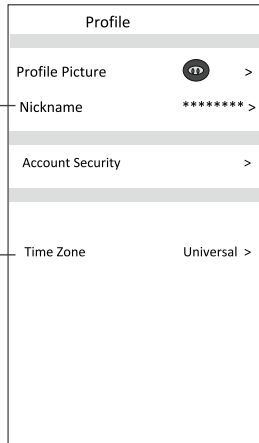 Profile
Profile Picture >
Nickname ******** >
Account Security >
Time Zone Universal >